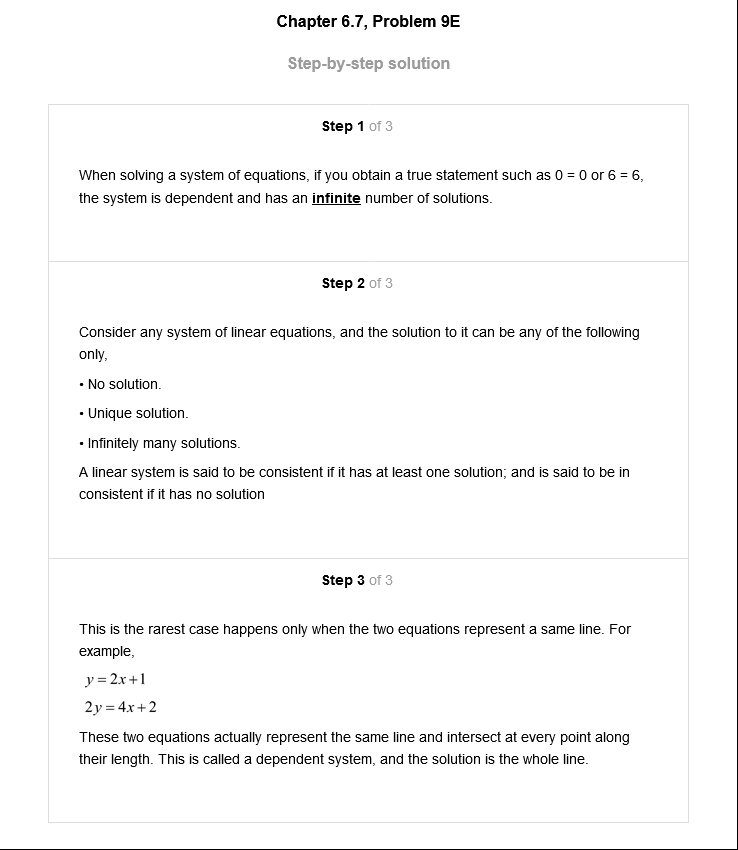 Chapter 6.7, Problem 9E
Step-by-step solution
Step 1 of 3
When solving a system of equations, if you obtain a true statement such as 0 = 0 or 6 = 6,
the system is dependent and has an infinite number of solutions.
Step 2 of 3
Consider any system of linear equations, and the solution to it can be any of the following
only,
• No solution.
• Unique solution.
• Infinitely many solutions.
A linear system is said to be consistent if it has at least one solution; and is said to be in
consistent if it has no solution
Step 3 of 3
This is the rarest case happens only when the two equations represent a same line. For
example,
y = 2x + 1
2y = 4x + 2
These two equations actually represent the same line and intersect at every point along
their length. This is called a dependent system, and the solution is the whole line.